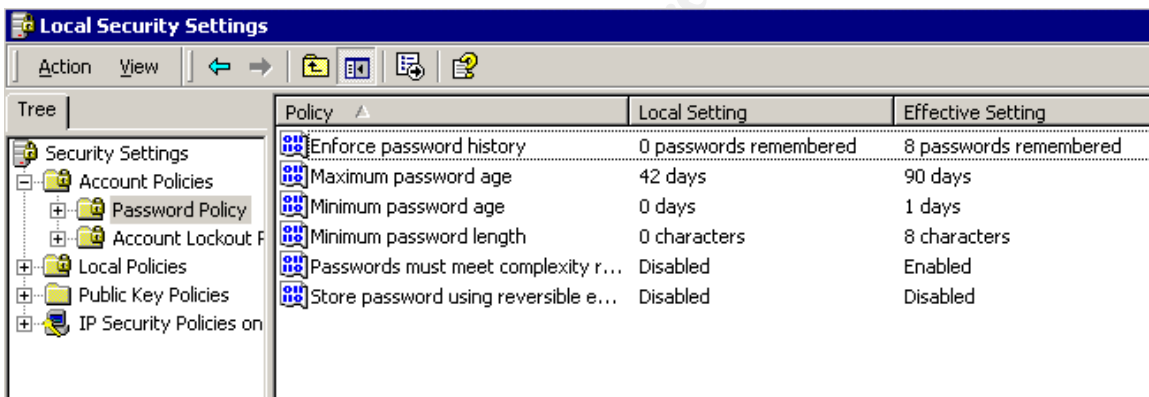 Local Security Settings
Action View
Tree
Policy Local Setting Effective Setting
Security Settings
Account Policies
Password Policy
Account Lockout P
Local Policies
Public Key Policies
IP Security Policies on
Enforce password history 0 passwords remembered 8 passwords remembered
Maximum password age 42 days 90 days
Minimum password age 0 days 1 days
Minimum password length 0 characters 8 characters
Passwords must meet complexity r... Disabled Enabled
Store password using reversible e... Disabled Disabled